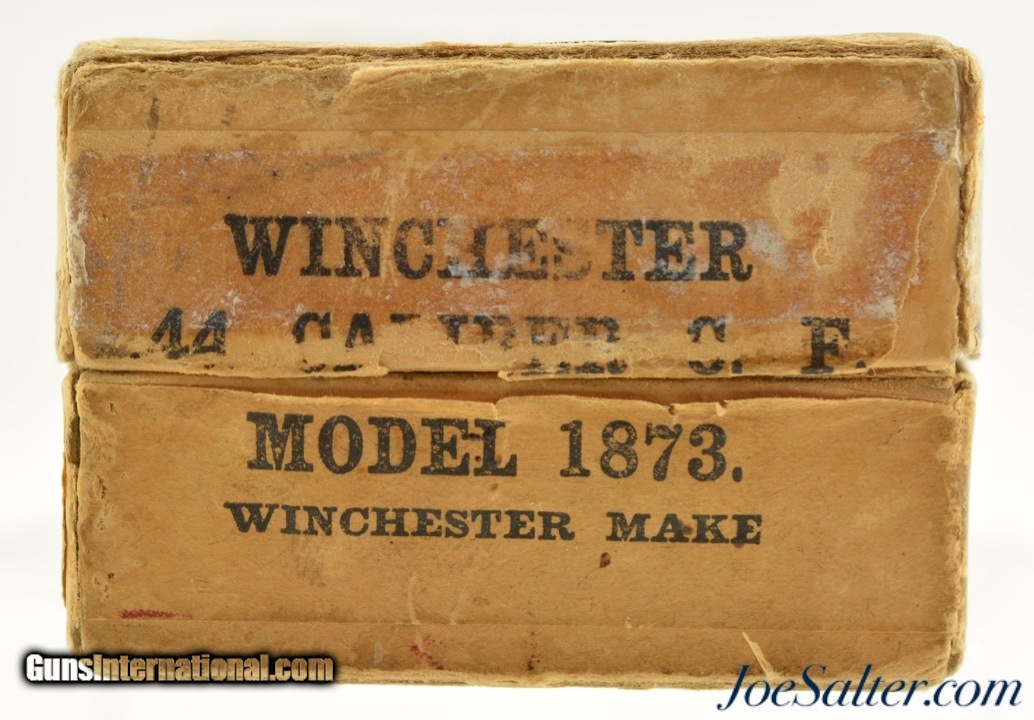 WINCHESTER
.44 CALIBER C. F.
MODEL 1873.
WINCHESTER MAKE
GunsInternational.com
JoeSalter.com